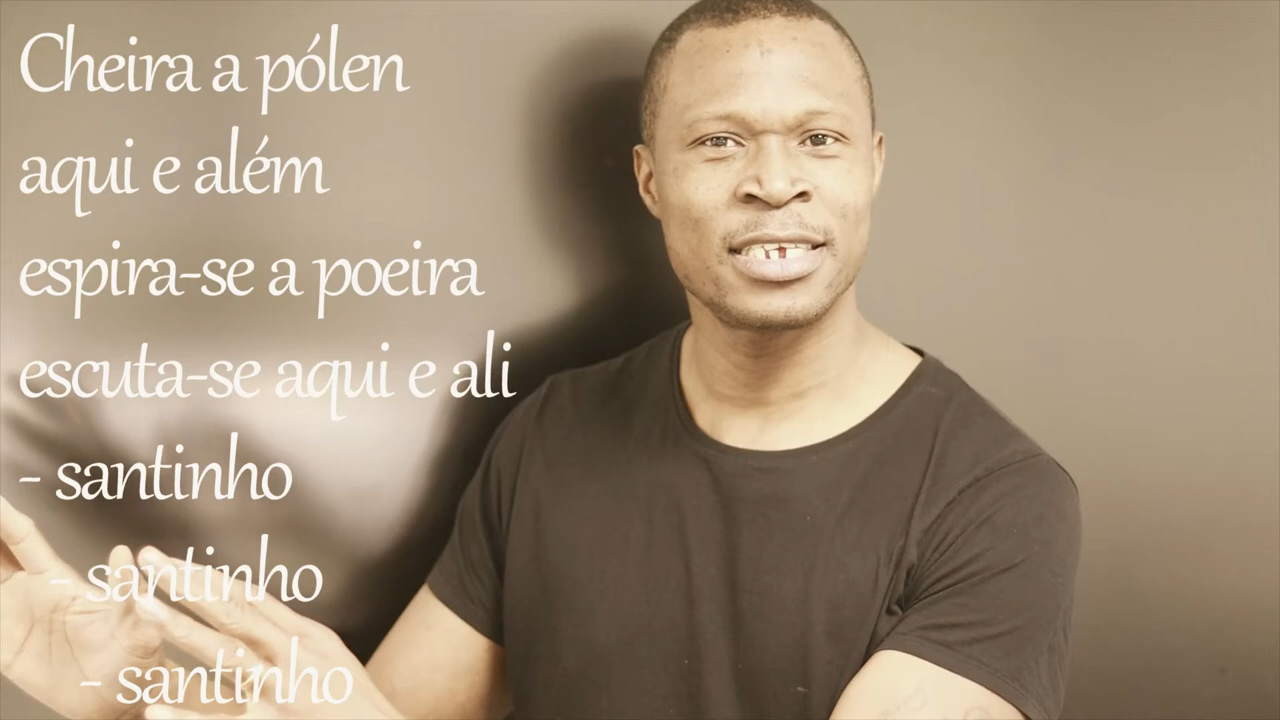 Cheira a pólen
aqui e além
espira-se a poeira
escuta-se aqui e ali
- santinho
- santinho
- santinho